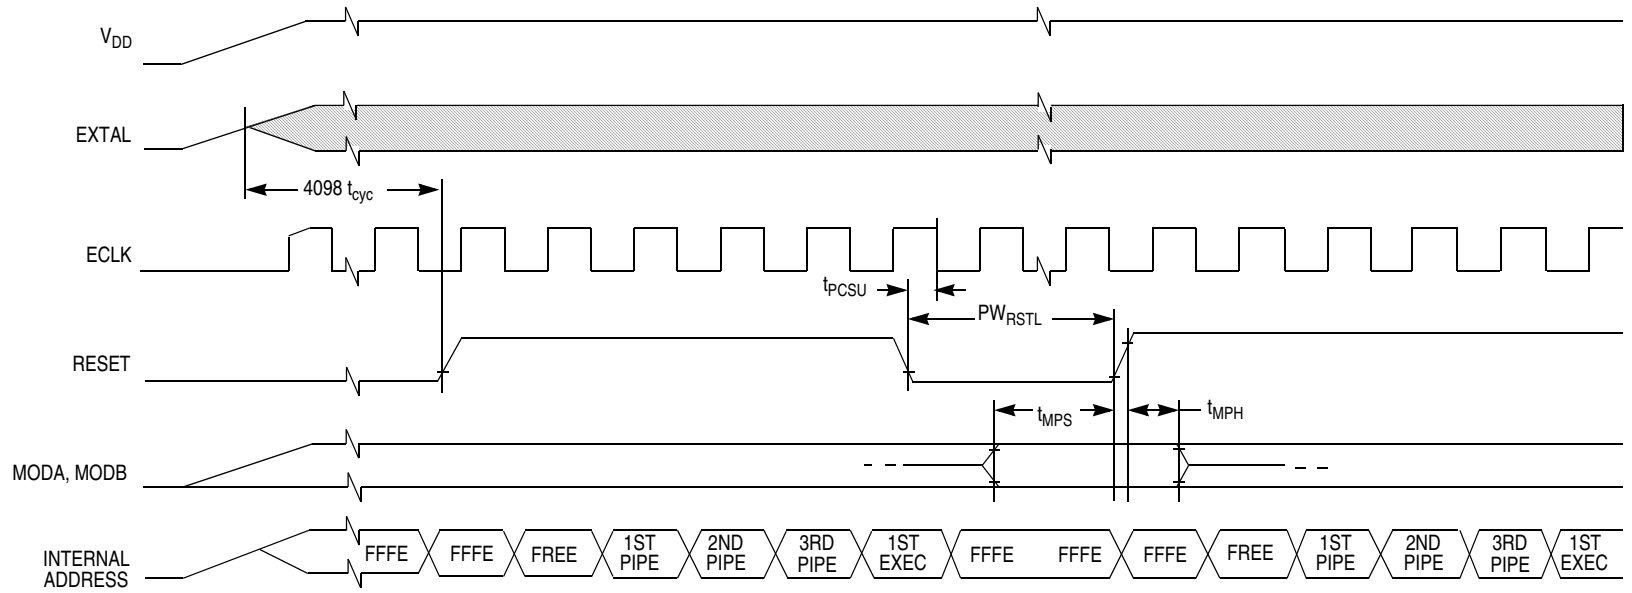 VDD
EXTAL
4098 tcyc
ECLK
tPCSU
PWRSTL
RESET
tMPS
tMPH
MODA, MODB
INTERNAL
ADDRESS
FFFE
FFFE
FREE
1ST
PIPE
2ND
PIPE
3RD
PIPE
1ST
EXEC
FFFE
FFFE
FFFE
FREE
1ST
PIPE
2ND
PIPE
3RD
PIPE
1ST
EXEC